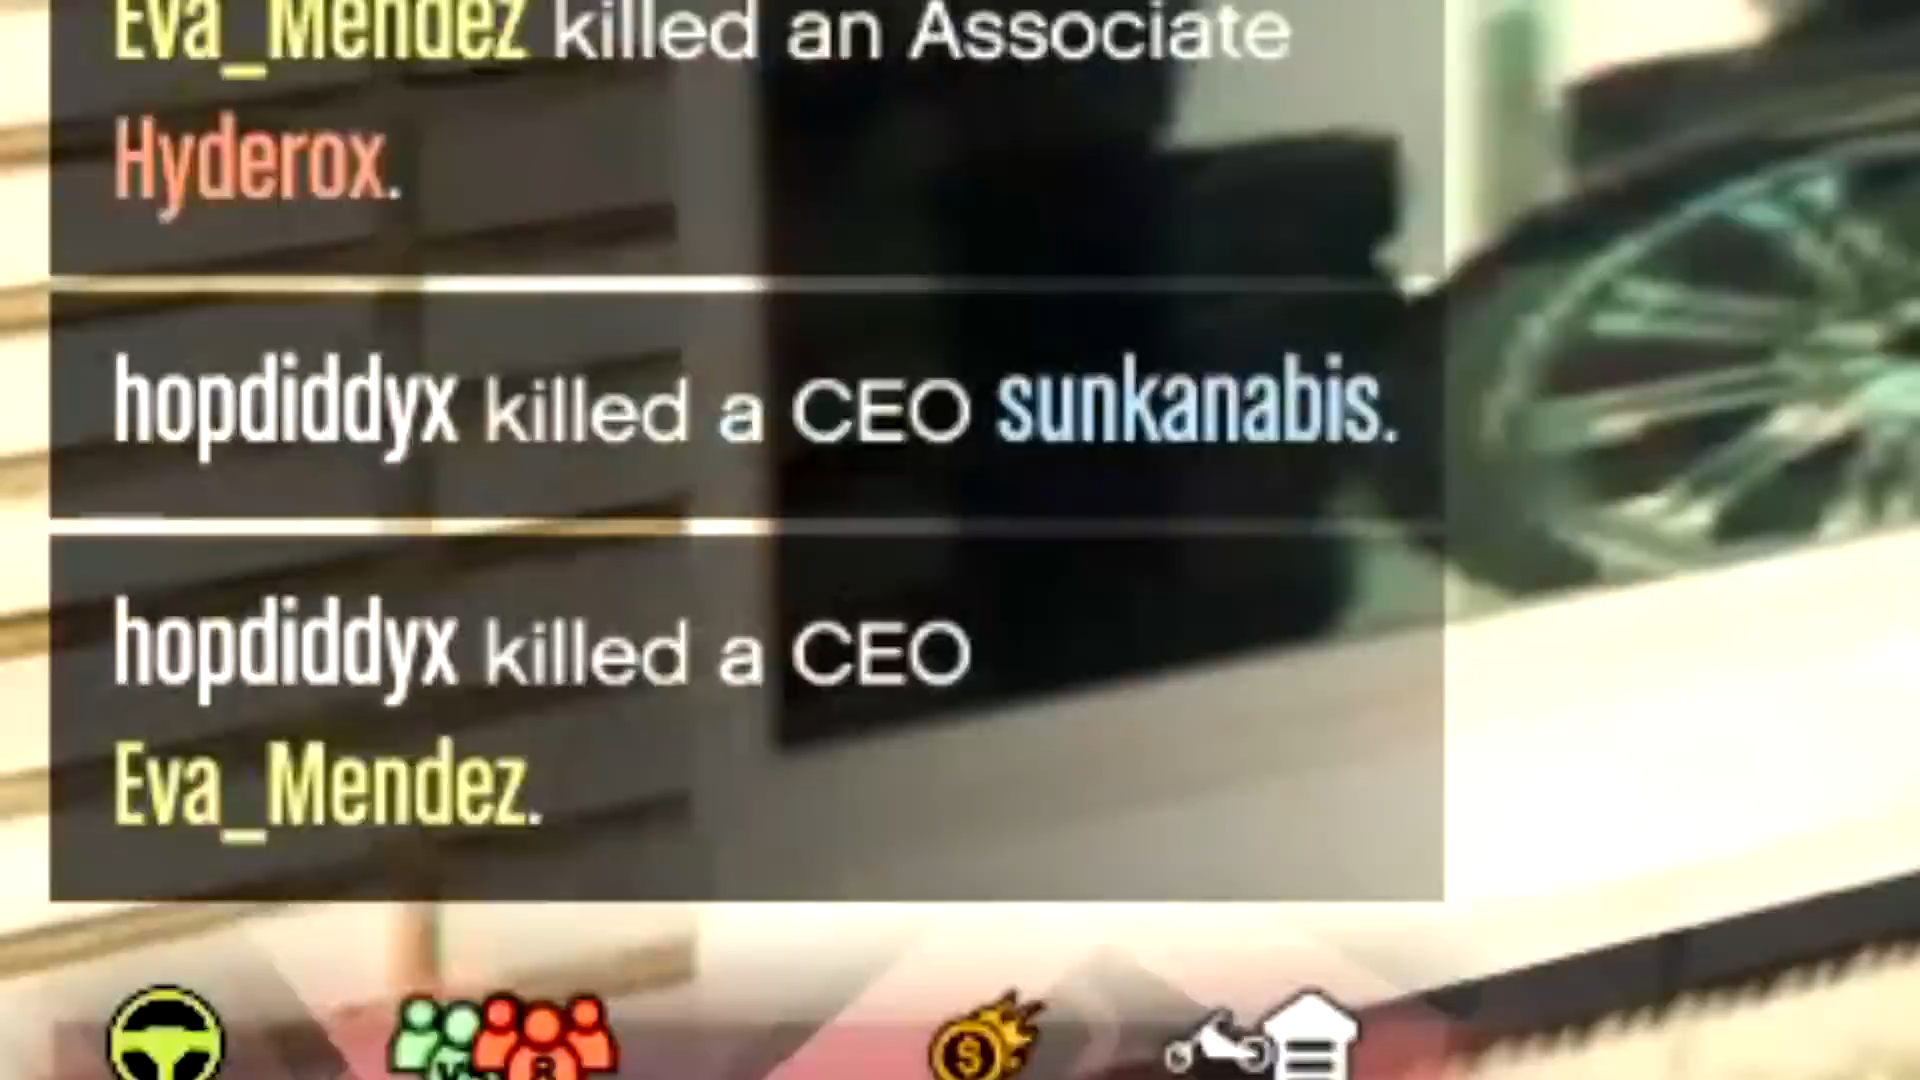 Eva_Mendez killed an Associate
Hyderox.
hopdiddyx killed a CEO sunkanabis.
hopdiddyx killed a CEO
Eva_Mendez.
$
R